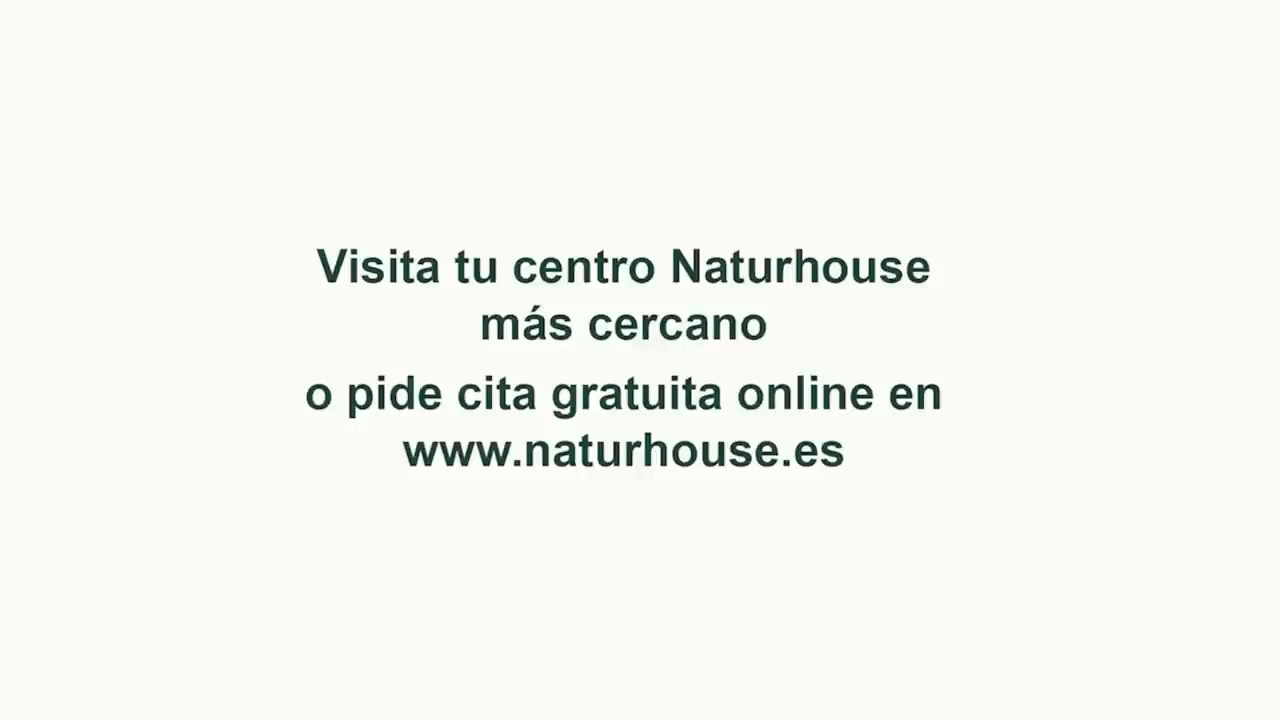 Visita tu centro Naturhouse
más cercano
o pide cita gratuita online en
www.naturhouse.es